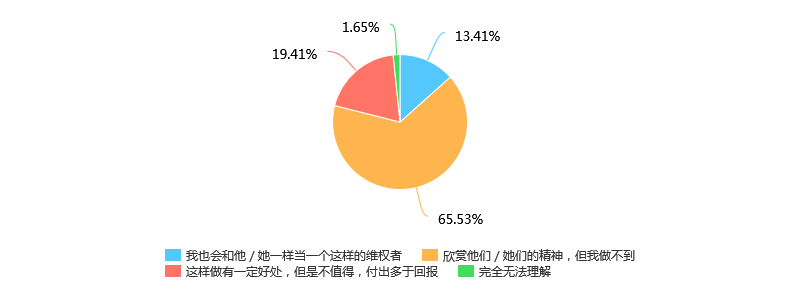 1.65%
13.41%
19.41%
65.53%
我也会和他 / 她一样当一个这样的维权者 欣赏他们 / 她们的精神，但我做不到
这样做有一定好处，但是不值得，付出多于回报 完全无法理解